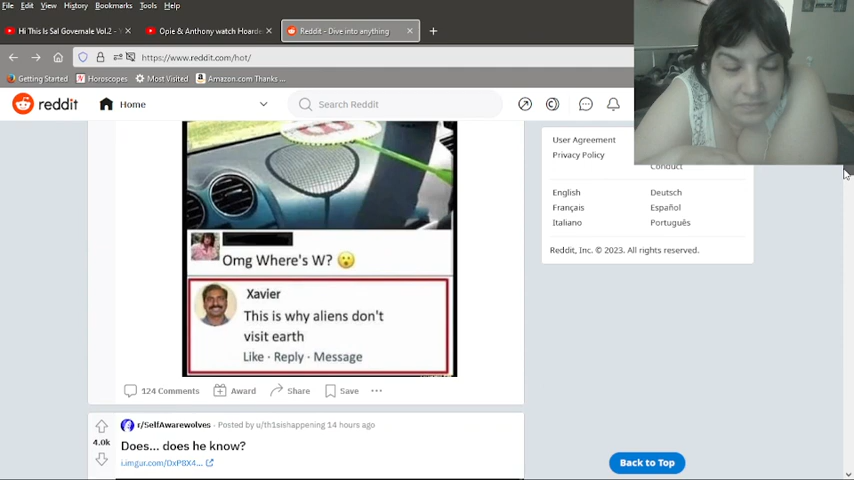 File Edit View History Bookmarks Tools Help
Hi This Is Sal Governale Vol.2 -
Opie & Anthony watch Hoarde
Reddit - Dive into anything
https://www.reddit.com/hot/
Getting Started Horoscopes Most Visited Amazon.com Thanks ...
reddit Home Search Reddit
User Agreement
Privacy Policy
Conduct
English Deutsch
Français Español
Italiano Português
Reddit, Inc. © 2023. All rights reserved.
Omg Where's W? 😮
Xavier
This is why aliens don't
visit earth
Like · Reply · Message
124 Comments Award Share Save
r/SelfAwarewolves · Posted by u/th1sishappening 14 hours ago
4.0k
Does... does he know?
i.imgur.com/0xP8X4...
Back to Top